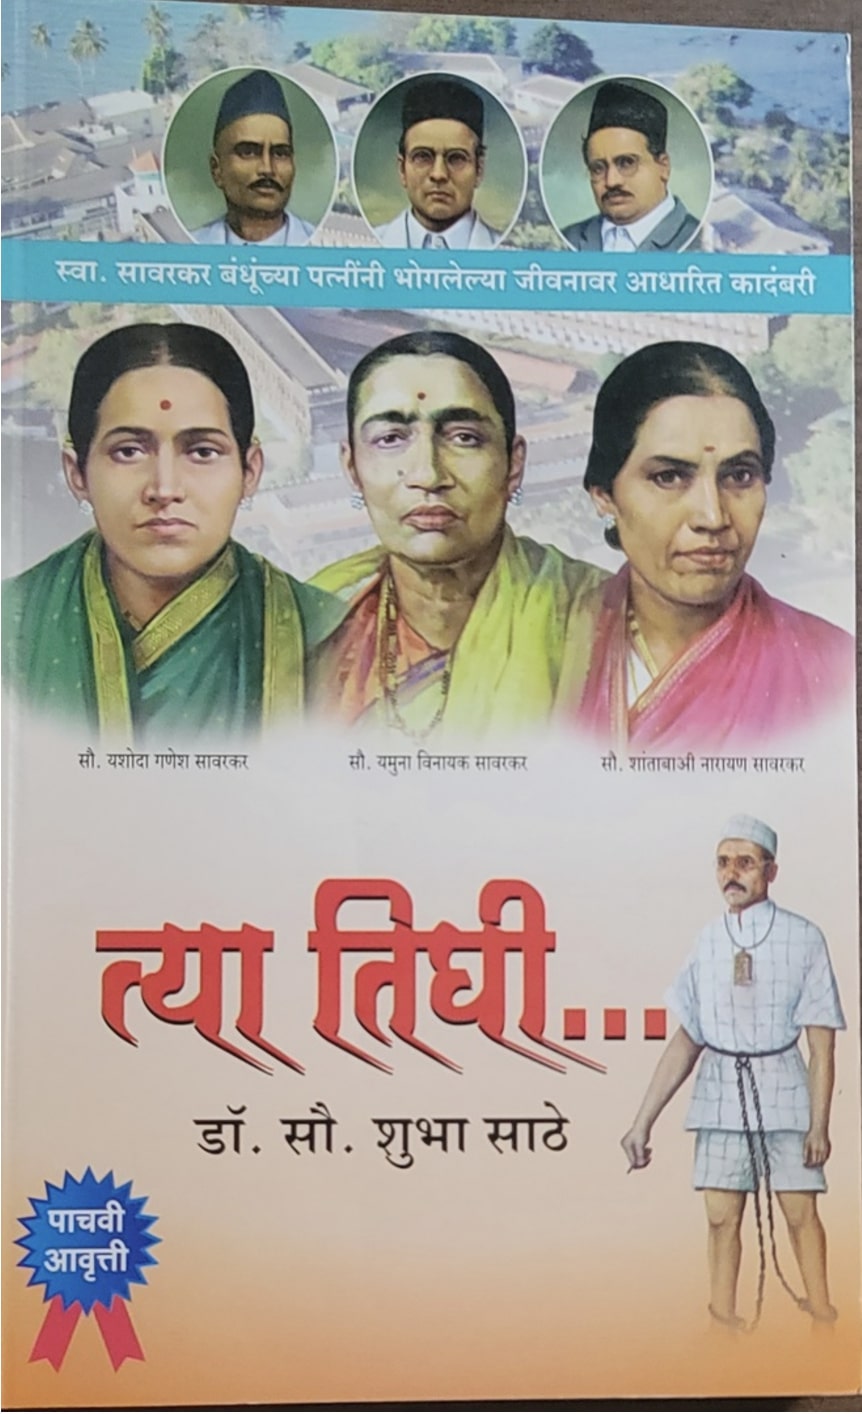 स्वा. सावरकर बंधूंच्या पत्नींनी भोगलेल्या जीवनावर आधारित कादंबरी
सौ. यशोदा गणेश सावरकर
सौ. यमुना विनायक सावरकर
सौ. शांताबाअी नारायण सावरकर
त्या तिघी...
डॉ. सौ. शुभा साठे
पाचवी
आवृत्ती